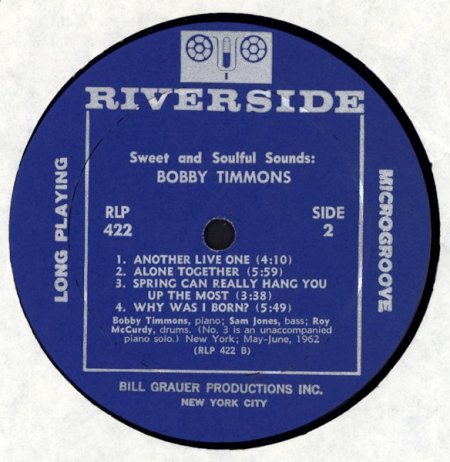 RIVERSIDE
LONG PLAYING
MICROGROOVE
Sweet and Soulful Sounds:
BOBBY TIMMONS
RLP
422
SIDE
2
1. ANOTHER LIVE ONE (4:10)
2. ALONE TOGETHER (5:59)
3. SPRING CAN REALLY HANG YOU
UP THE MOST (3:38)
4. WHY WAS I BORN? (5:49)
Bobby Timmons, piano; Sam Jones, bass; Roy
McCurdy, drums. (No. 3 is an unaccompanied
piano solo.) New York; May-June, 1962
(RLP 422 B)
BILL GRAUER PRODUCTIONS INC.
NEW YORK CITY